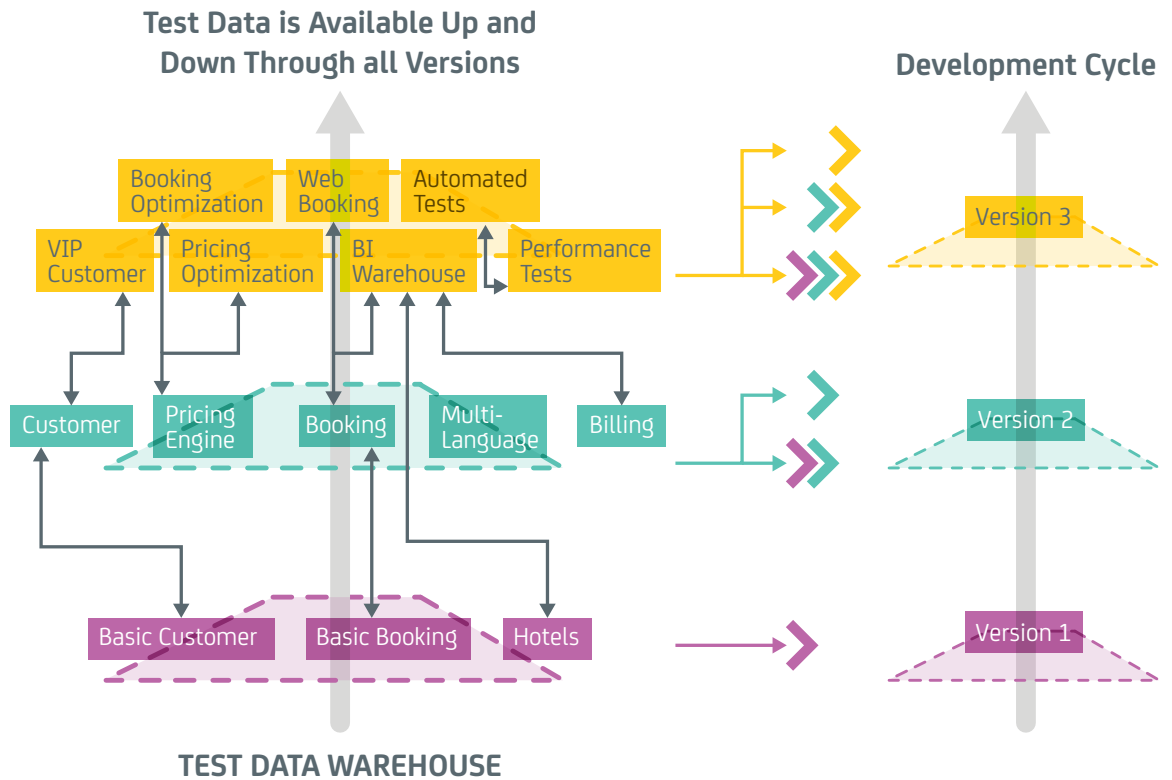 Test Data is Available Up and
Down Through all Versions
Development Cycle
Booking
Optimization
Web
Booking
Automated
Tests
VIP
Customer
Pricing
Optimization
BI
Warehouse
Performance
Tests
Version 3
Customer
Pricing
Engine
Booking
Multi-
Language
Billing
Version 2
Basic Customer
Basic Booking
Hotels
Version 1
TEST DATA WAREHOUSE